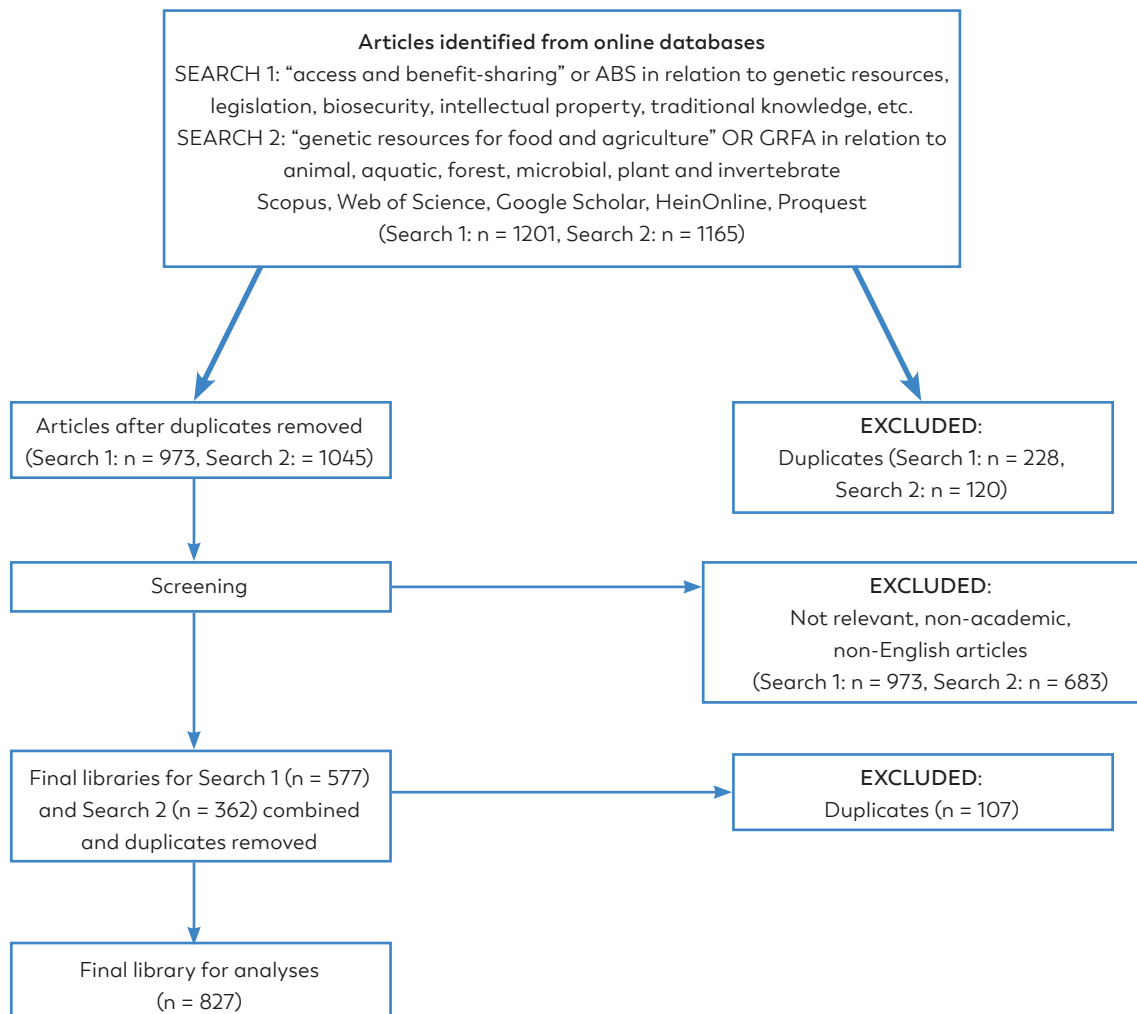 Articles identified from online databases
SEARCH 1: “access and benefit-sharing” or ABS in relation to genetic resources,
legislation, biosecurity, intellectual property, traditional knowledge, etc.
SEARCH 2: “genetic resources for food and agriculture” OR GRFA in relation to
animal, aquatic, forest, microbial, plant and invertebrate
Scopus, Web of Science, Google Scholar, HeinOnline, Proquest
(Search 1: n = 1201, Search 2: n = 1165)
Articles after duplicates removed
(Search 1: n = 973, Search 2: = 1045)
EXCLUDED:
Duplicates (Search 1: n = 228,
Search 2: n = 120)
Screening
EXCLUDED:
Not relevant, non-academic,
non-English articles
(Search 1: n = 973, Search 2: n = 683)
Final libraries for Search 1 (n = 577)
and Search 2 (n = 362) combined
and duplicates removed
EXCLUDED:
Duplicates (n = 107)
Final library for analyses
(n = 827)